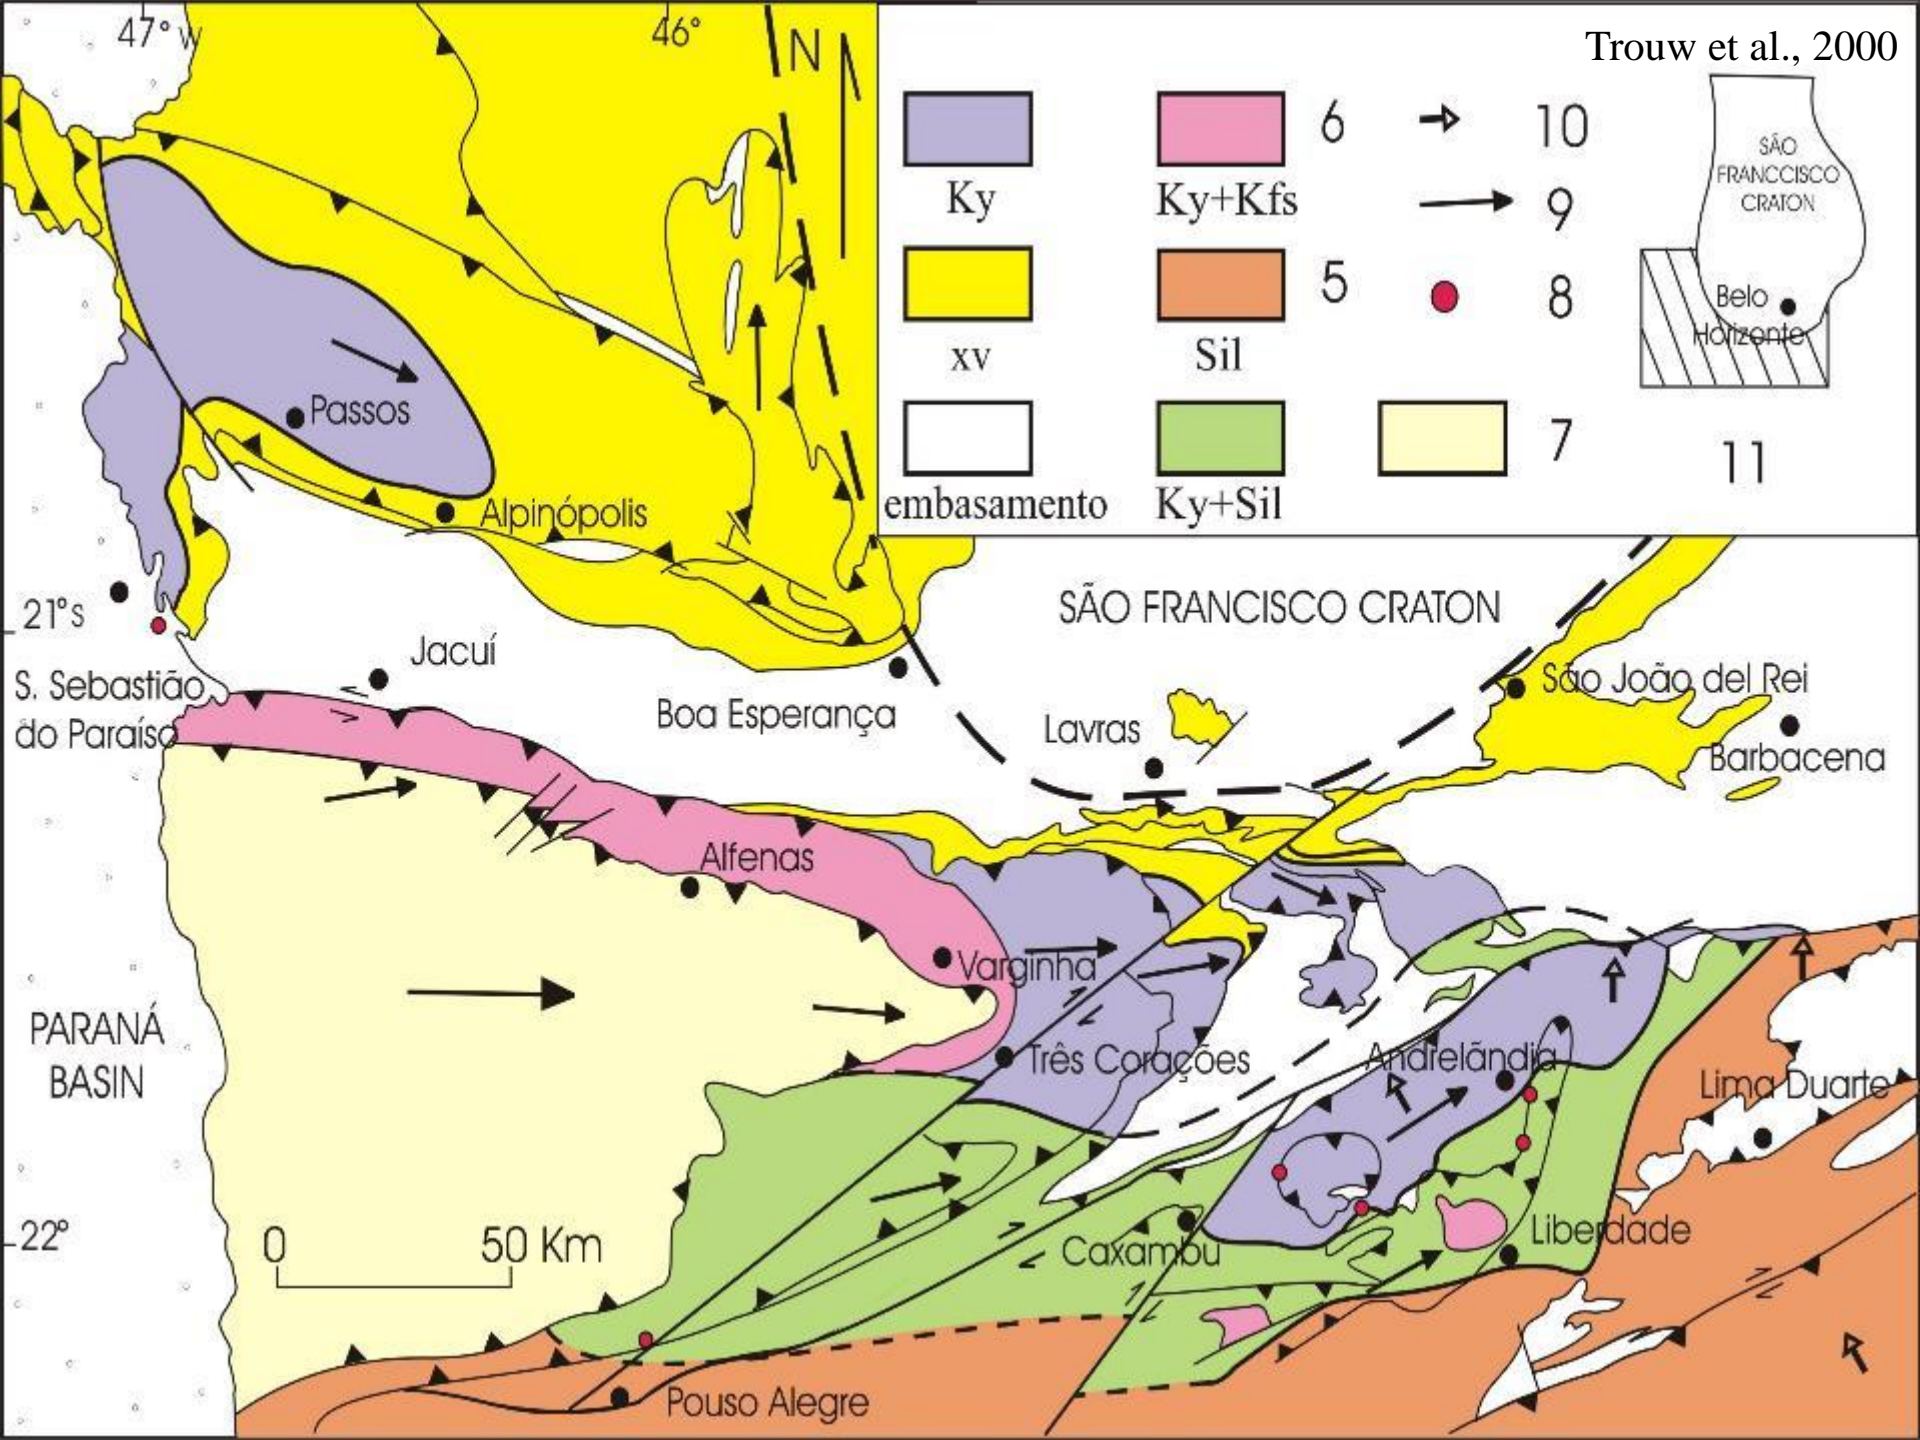 47° W
46°
N
Trouw et al., 2000
Ky
Ky+Kfs
6
10
9
xv
Sil
5
8
embasamento
Ky+Sil
7
11
SÃO
FRANCCISCO
CRATON
Belo
Horizonte
Passos
Alpinópolis
21°s
Jacuí
S. Sebastião
do Paraíso
Boa Esperança
SÃO FRANCISCO CRATON
Lavras
São João del Rei
Barbacena
Alfenas
Varginha
Três Corações
PARANÁ
BASIN
Andrelãndia
Lima Duarte
22°
0
50 Km
Caxambu
Liberdade
Pouso Alegre